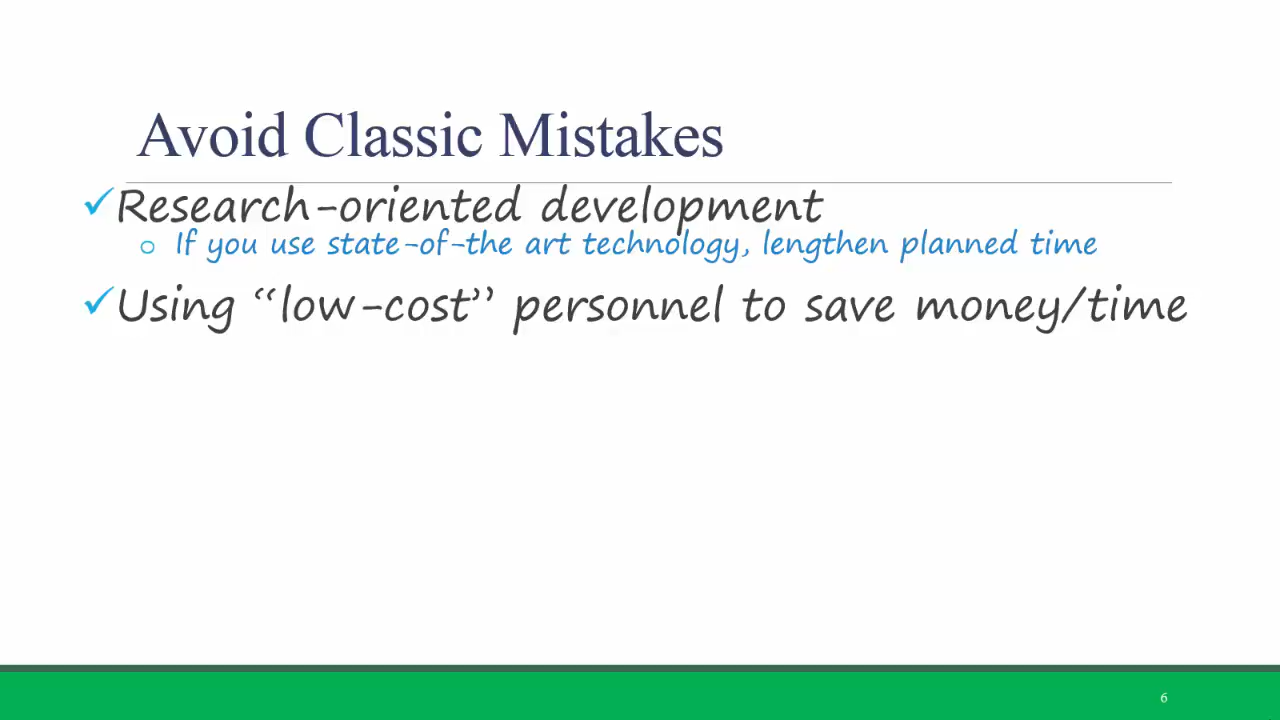 Avoid Classic Mistakes
✓Research-oriented development
o If you use state-of-the art technology, lengthen planned time
✓Using “low-cost” personnel to save money/time
6